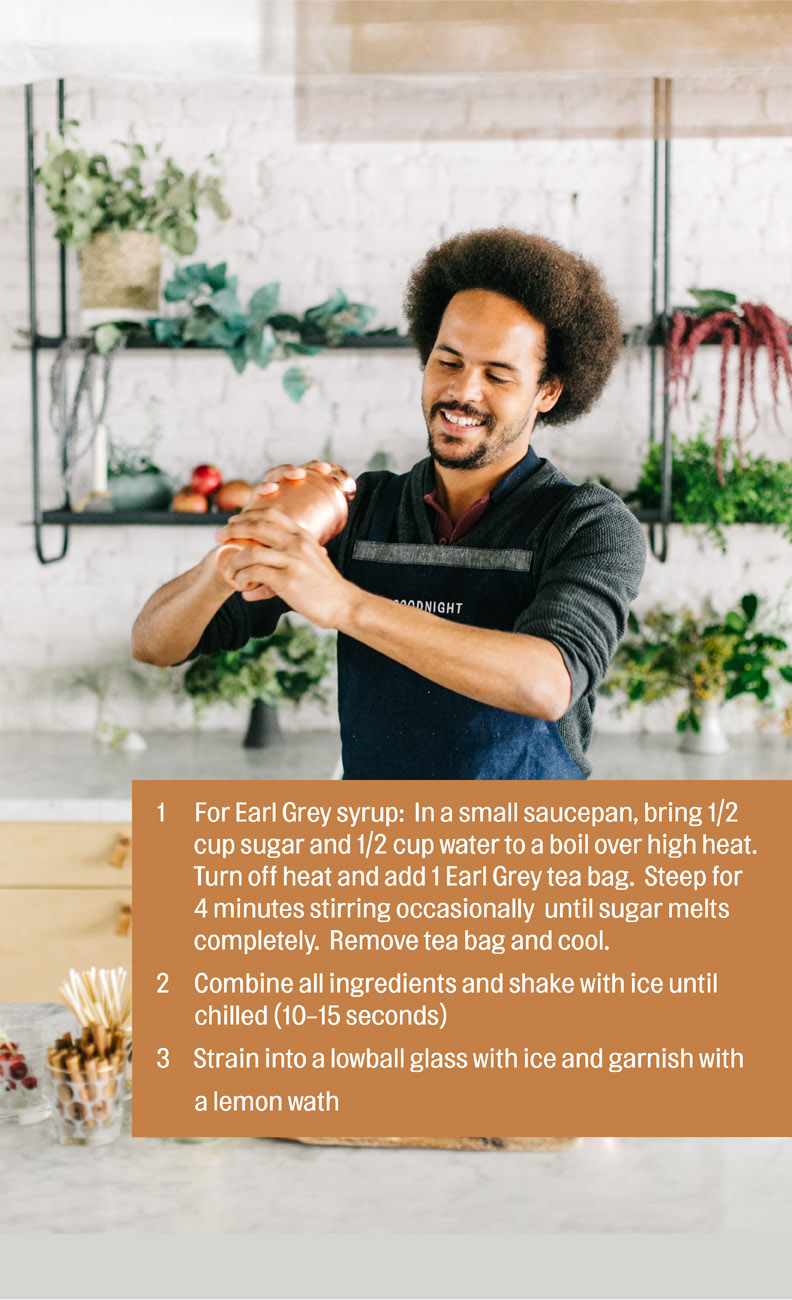 GOODNIGHT
1 For Earl Grey syrup: In a small saucepan, bring 1/2
cup sugar and 1/2 cup water to a boil over high heat.
Turn off heat and add 1 Earl Grey tea bag. Steep for
4 minutes stirring occasionally until sugar melts
completely. Remove tea bag and cool.
2 Combine all ingredients and shake with ice until
chilled (10–15 seconds)
3 Strain into a lowball glass with ice and garnish with
a lemon wath